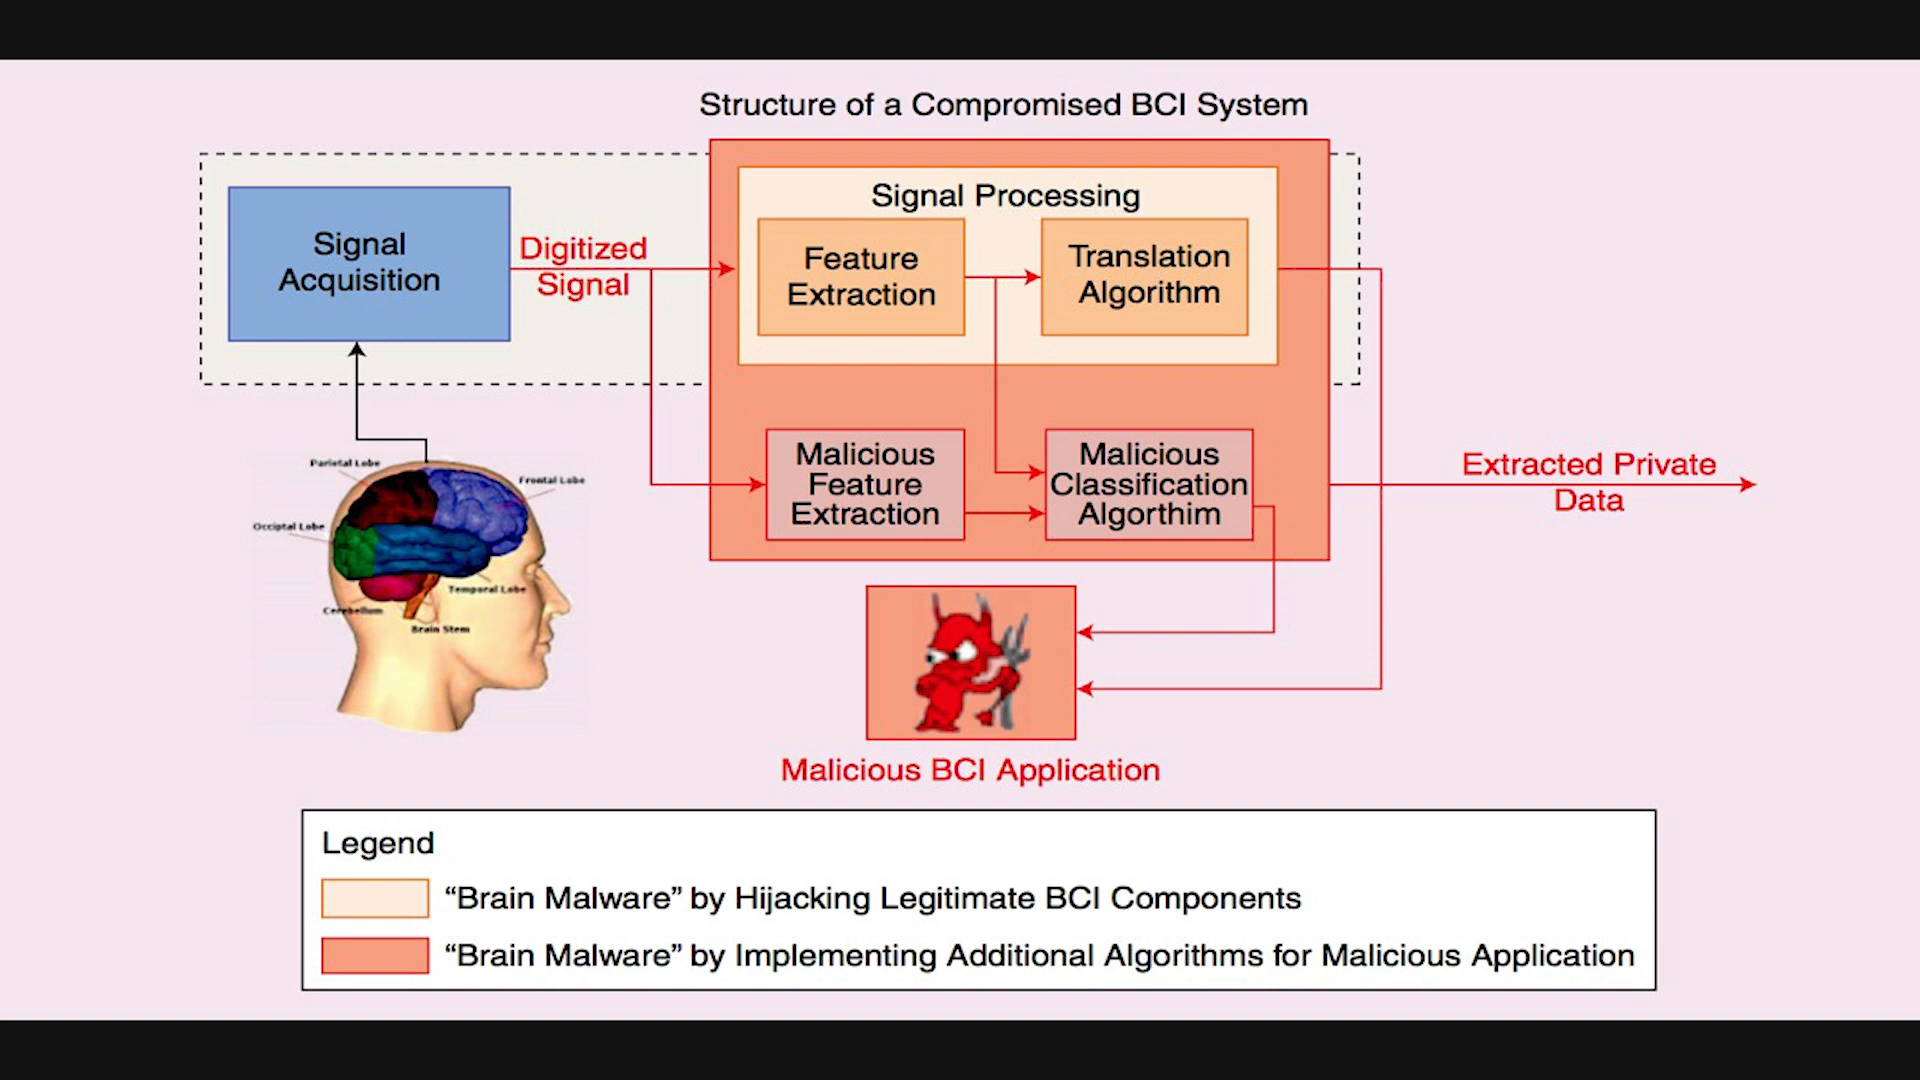 Structure of a Compromised BCI System
Signal Processing
Signal
Acquisition
Digitized
Signal
Feature
Extraction
Translation
Algorithm
Malicious
Feature
Extraction
Malicious
Classification
Algorthim
Extracted Private
Data
Parietal Lobe
Frontal Lobe
Occiptal Lobe
Temporal Lobe
Cerebellum
Brain Stem
Malicious BCI Application
Legend
“Brain Malware” by Hijacking Legitimate BCI Components
“Brain Malware” by Implementing Additional Algorithms for Malicious Application